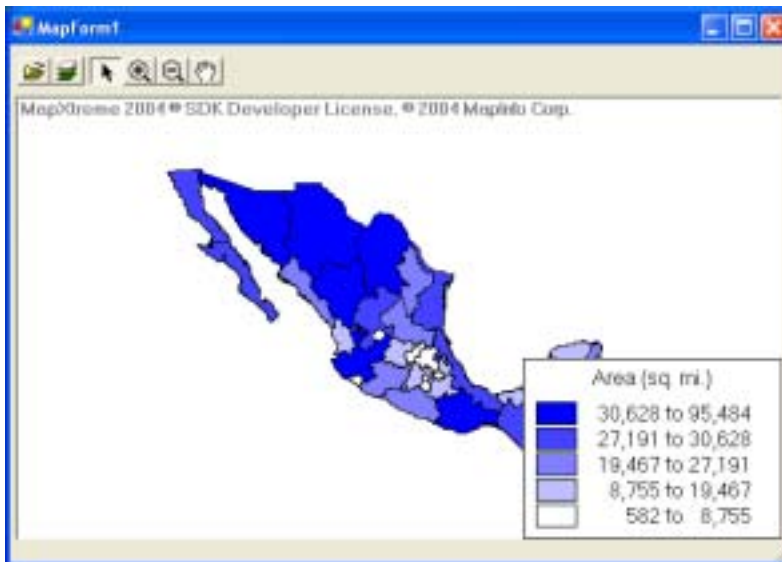 MapForm1
MapXtreme 2004 ® SDK Developer License, © 2004 MapInfo Corp.
Area (sq. mi.)
30,628 to 95,484
27,191 to 30,628
19,467 to 27,191
8,755 to 19,467
582 to 8,755